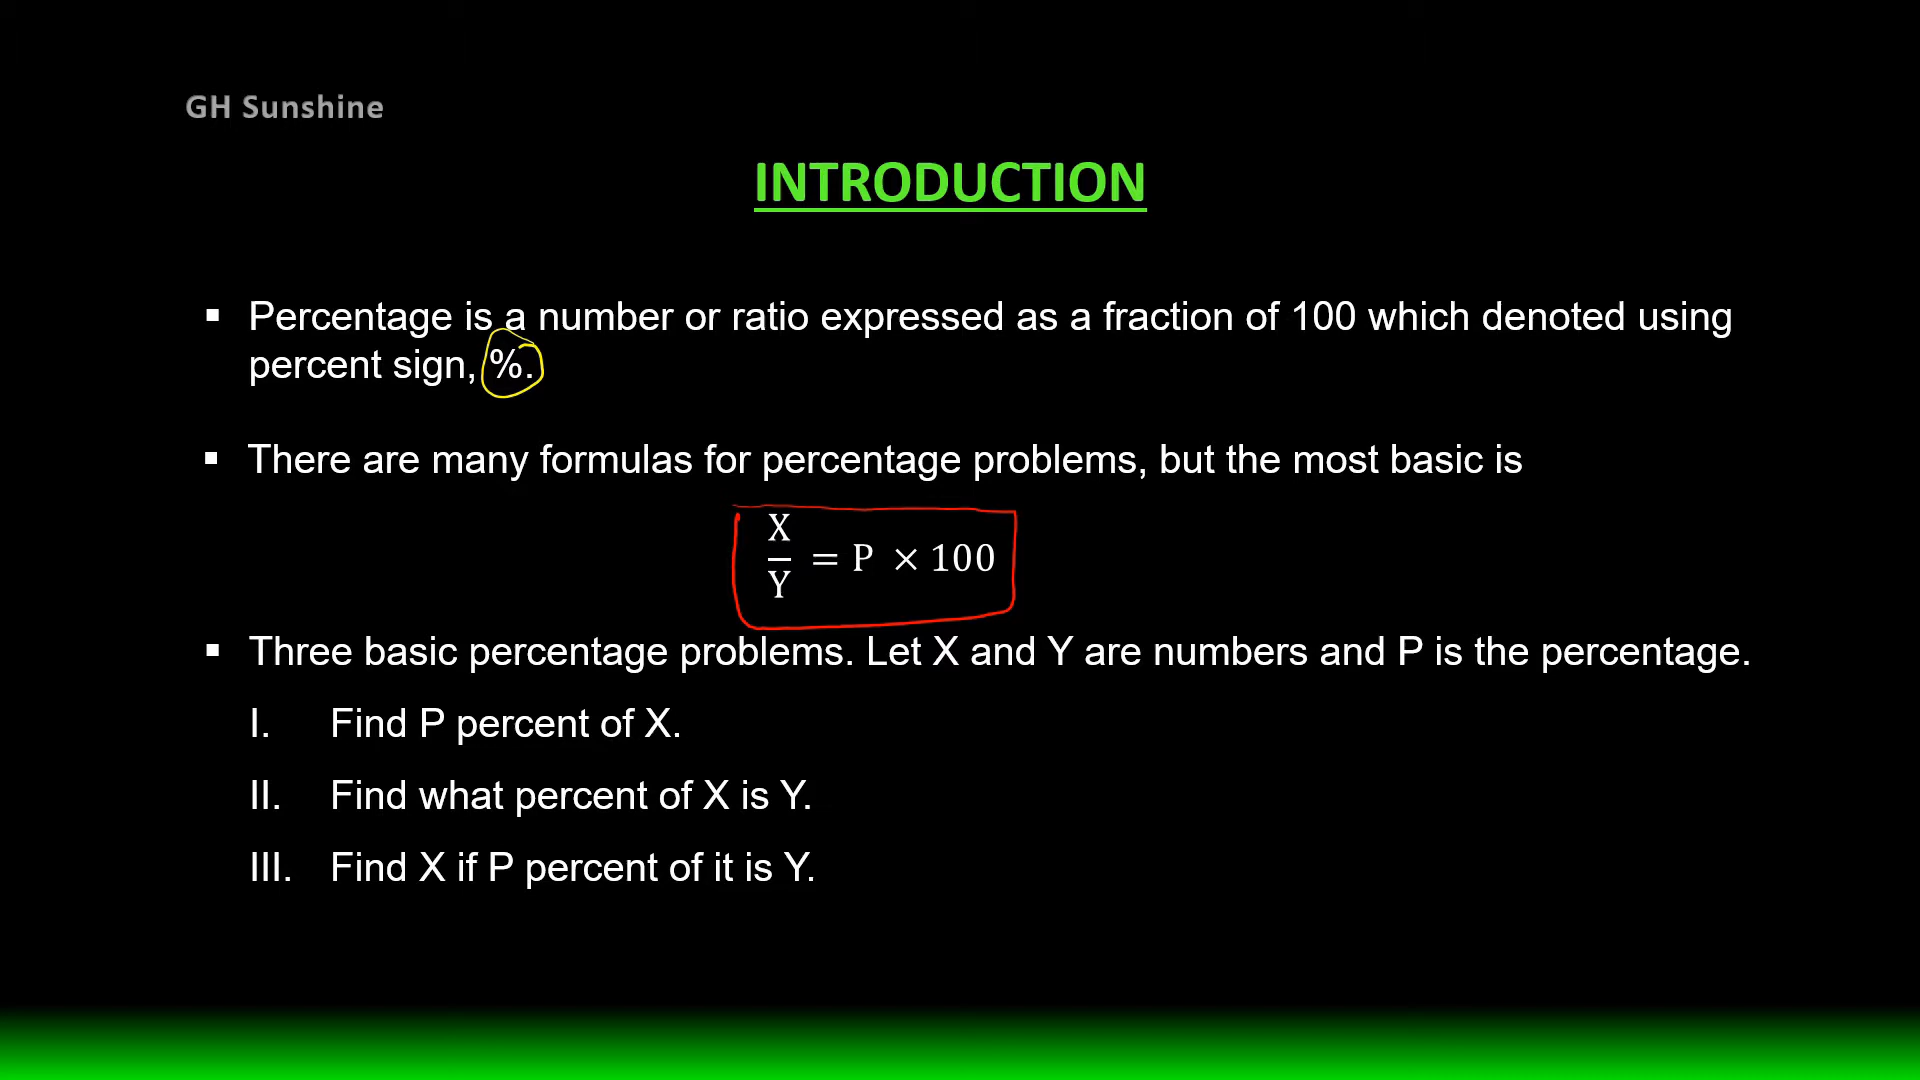 GH Sunshine
INTRODUCTION
▪ Percentage is a number or ratio expressed as a fraction of 100 which denoted using
percent sign, %.
▪ There are many formulas for percentage problems, but the most basic is
X/Y = P × 100
▪ Three basic percentage problems. Let X and Y are numbers and P is the percentage.
I. Find P percent of X.
II. Find what percent of X is Y.
III. Find X if P percent of it is Y.